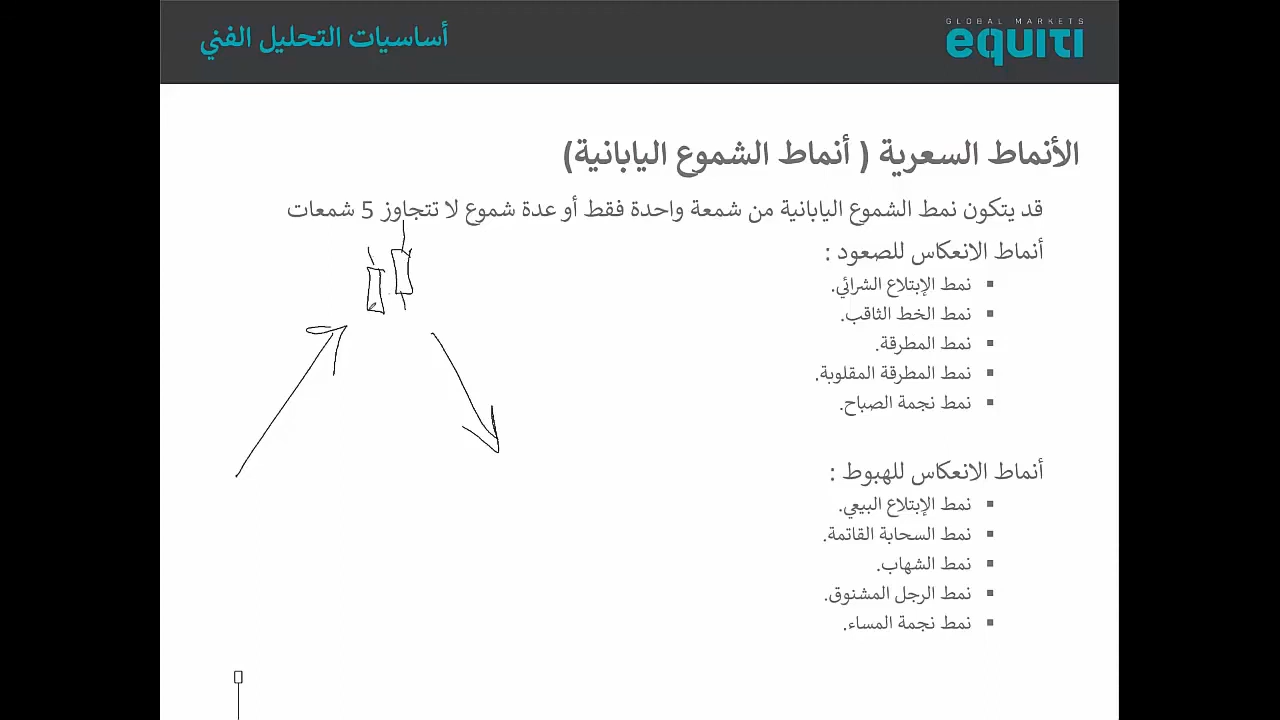 أساسيات التحليل الفني
GLOBAL MARKETS
equiti
الأنماط السعرية ( أنماط الشموع اليابانية)
قد يتكون نمط الشموع اليابانية من شمعة واحدة فقط أو عدة شموع لا تتجاوز 5 شمعات
أنماط الانعكاس للصعود :
▪ نمط الإبتلاع الشرائي.
▪ نمط الخط الثاقب.
▪ نمط المطرقة.
▪ نمط المطرقة المقلوبة.
▪ نمط نجمة الصباح.
أنماط الانعكاس للهبوط :
▪ نمط الإبتلاع البيعي.
▪ نمط السحابة القاتمة.
▪ نمط الشهاب.
▪ نمط الرجل المشنوق.
▪ نمط نجمة المساء.